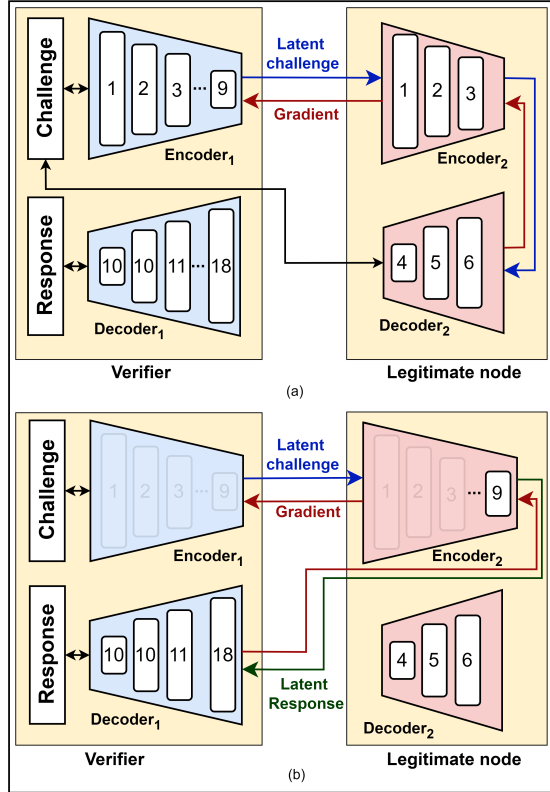 Challenge
1
2
3
...
9
Encoder1
Latent
challenge
Gradient
1
2
3
Encoder2
Response
10
10
11
...
18
Decoder1
4
5
6
Decoder2
Verifier
Legitimate node
(a)
Challenge
1
2
3
...
9
Encoder1
Latent
challenge
Gradient
1
2
3
...
9
Encoder2
Response
10
10
11
18
Decoder1
Latent
Response
4
5
6
Decoder2
Verifier
Legitimate node
(b)